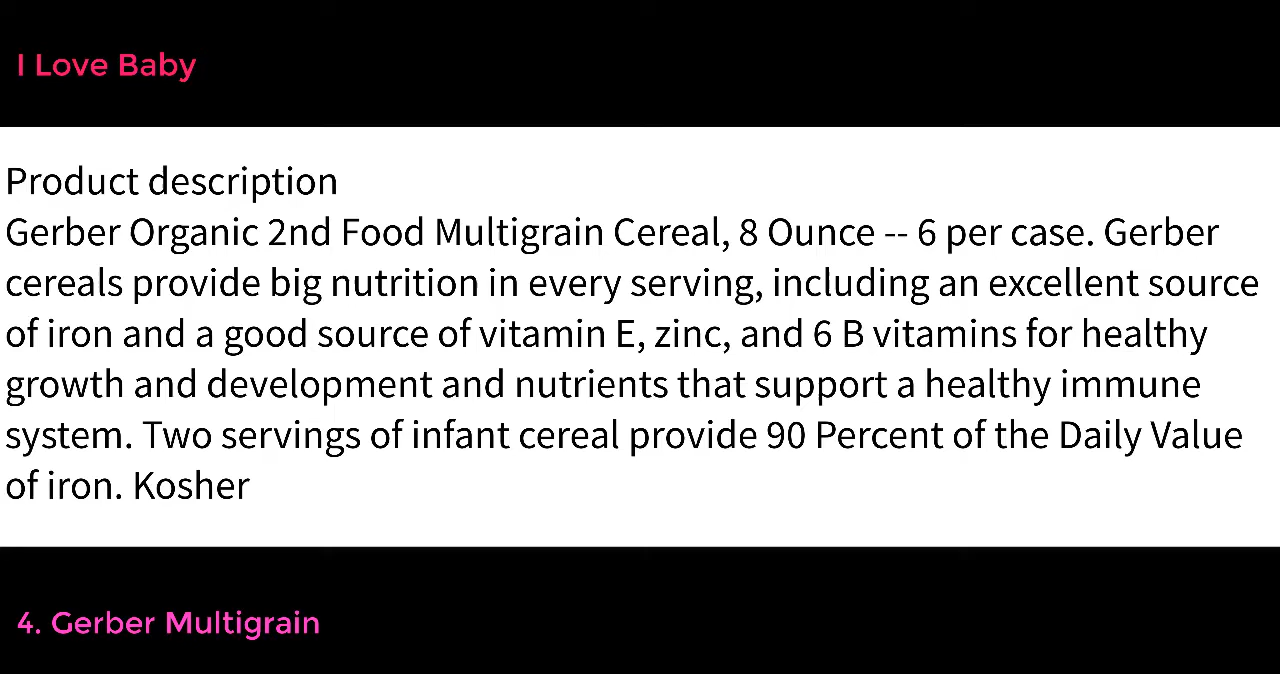 I Love Baby
Product description
Gerber Organic 2nd Food Multigrain Cereal, 8 Ounce -- 6 per case. Gerber
cereals provide big nutrition in every serving, including an excellent source
of iron and a good source of vitamin E, zinc, and 6 B vitamins for healthy
growth and development and nutrients that support a healthy immune
system. Two servings of infant cereal provide 90 Percent of the Daily Value
of iron. Kosher
4. Gerber Multigrain